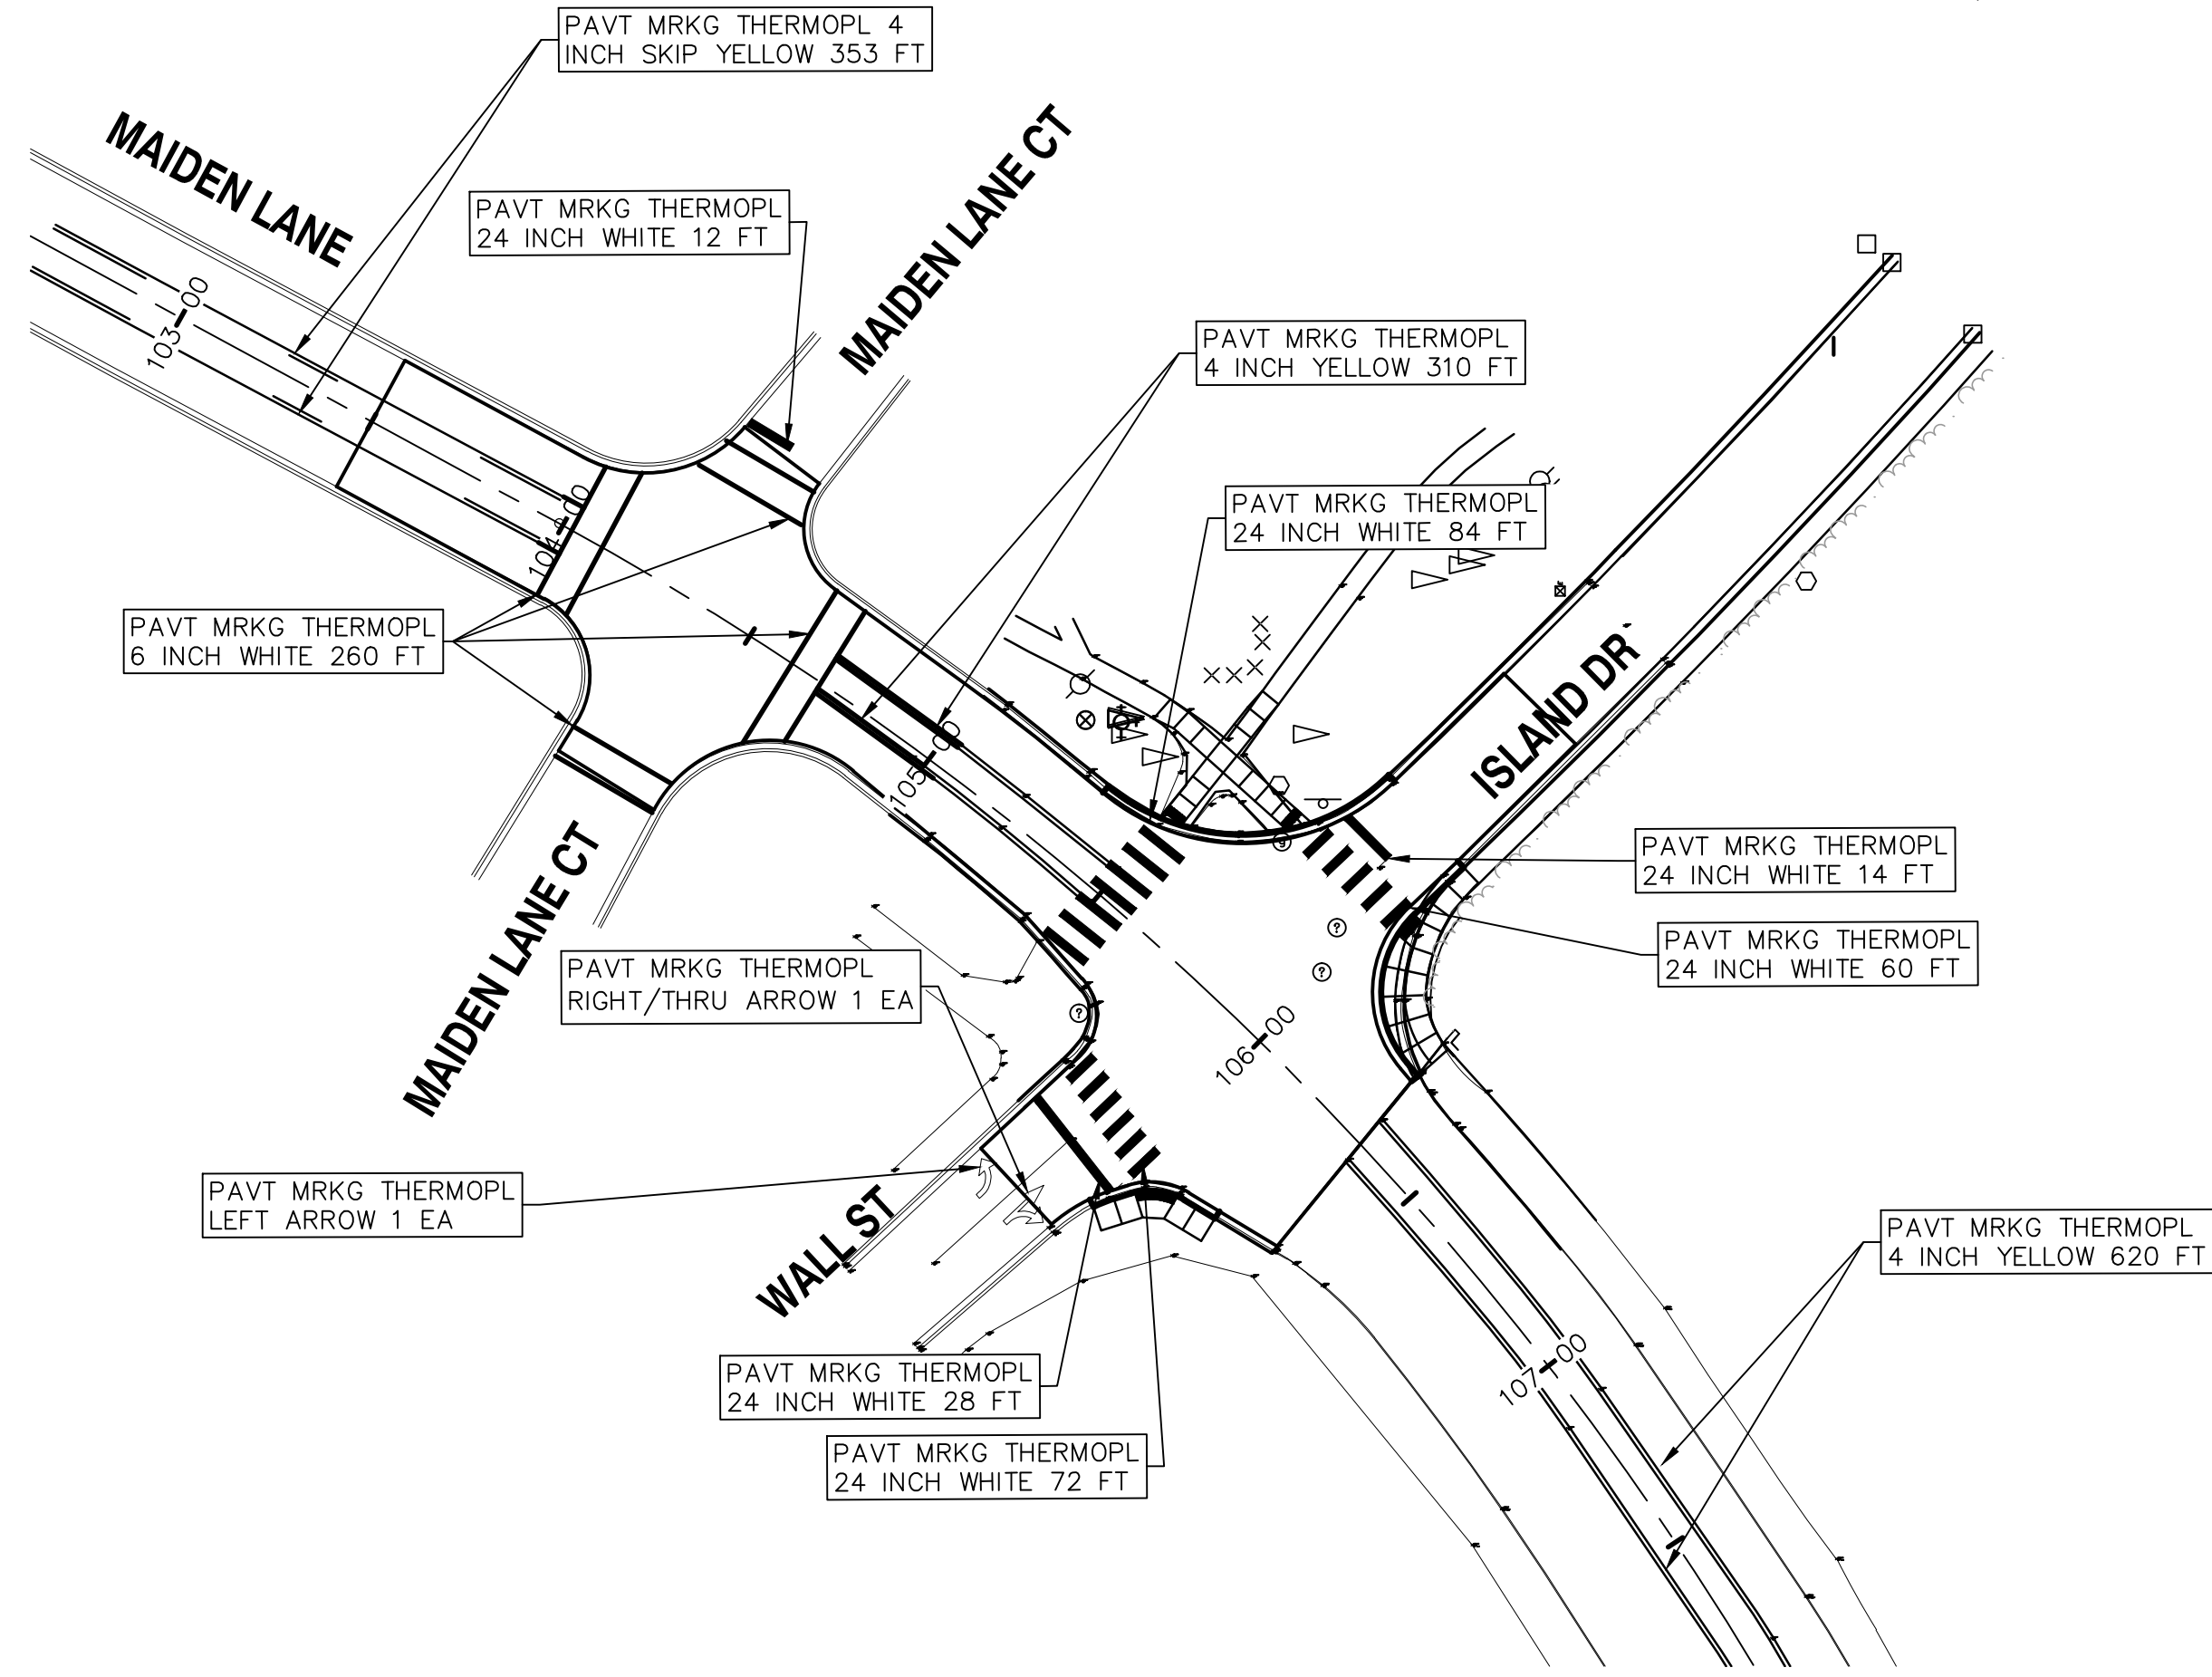 PAVT MRKG THERMOPL 4
INCH SKIP YELLOW 353 FT
MAIDEN LANE
MAIDEN LANE CT
PAVT MRKG THERMOPL
24 INCH WHITE 12 FT
103+00
PAVT MRKG THERMOPL
4 INCH YELLOW 310 FT
PAVT MRKG THERMOPL
24 INCH WHITE 84 FT
104+00
PAVT MRKG THERMOPL
6 INCH WHITE 260 FT
ISLAND DR
105+00
PAVT MRKG THERMOPL
24 INCH WHITE 14 FT
PAVT MRKG THERMOPL
24 INCH WHITE 60 FT
MAIDEN LANE CT
PAVT MRKG THERMOPL
RIGHT/THRU ARROW 1 EA
?
?
?
?
106+00
PAVT MRKG THERMOPL
LEFT ARROW 1 EA
WALL ST
PAVT MRKG THERMOPL
4 INCH YELLOW 620 FT
107+00
PAVT MRKG THERMOPL
24 INCH WHITE 28 FT
PAVT MRKG THERMOPL
24 INCH WHITE 72 FT